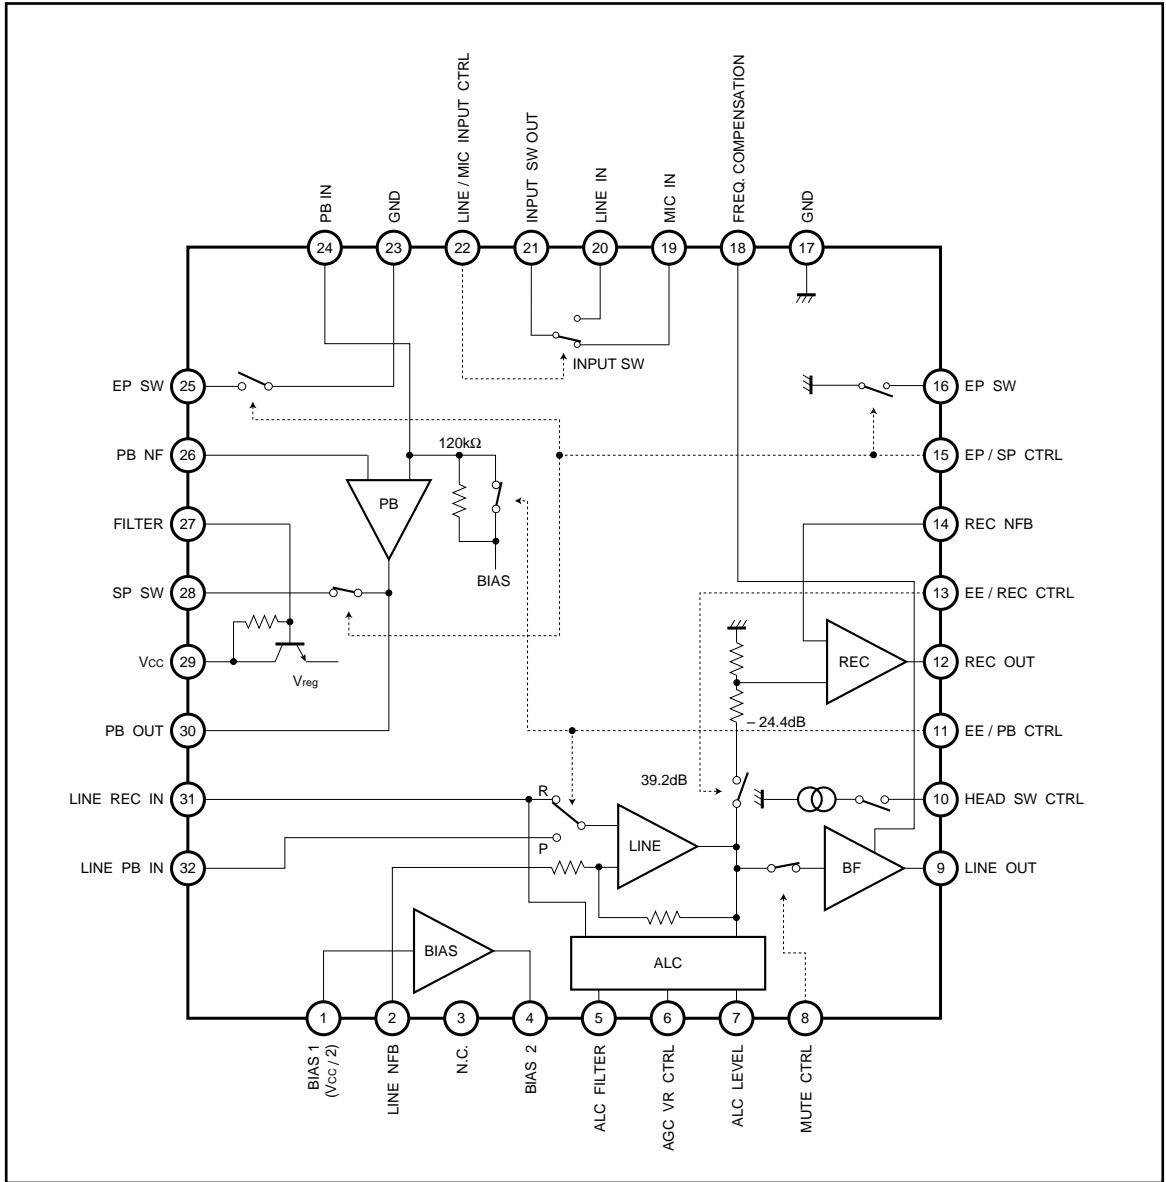 PB IN
GND
LINE / MIC INPUT CTRL
INPUT SW OUT
LINE IN
MIC IN
FREQ. COMPENSATION
GND
24
23
22
21
20
19
18
17
INPUT SW
EP SW
25
16
EP SW
PB NF
26
120kΩ
15
EP / SP CTRL
PB
FILTER
27
14
REC NFB
BIAS
SP SW
28
13
EE / REC CTRL
Vcc
29
Vreg
REC
12
REC OUT
– 24.4dB
PB OUT
30
11
EE / PB CTRL
39.2dB
LINE REC IN
31
R
10
HEAD SW CTRL
P
LINE
LINE PB IN
32
BF
9
LINE OUT
BIAS
ALC
1
2
3
4
5
6
7
8
BIAS 1
(Vcc / 2)
LINE NFB
N.C.
BIAS 2
ALC FILTER
AGC VR CTRL
ALC LEVEL
MUTE CTRL